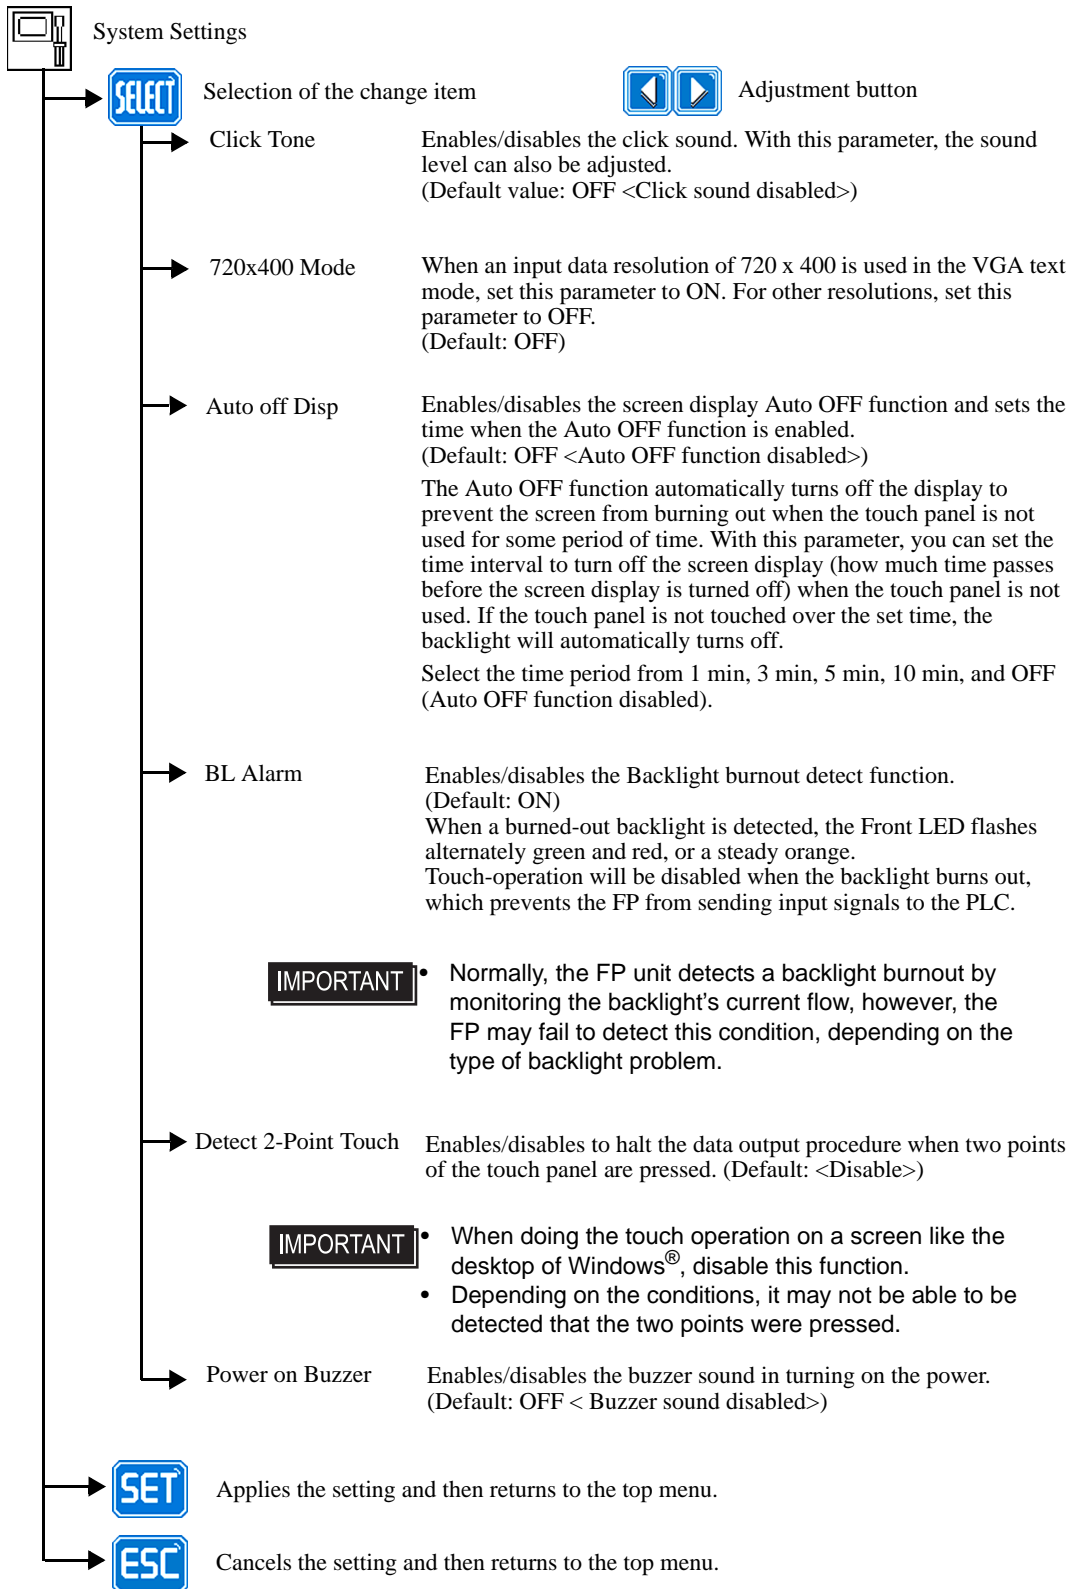 System Settings
SELECT
Selection of the change item
Adjustment button
Click Tone
Enables/disables the click sound. With this parameter, the sound
level can also be adjusted.
(Default value: OFF <Click sound disabled>)
720x400 Mode
When an input data resolution of 720 x 400 is used in the VGA text
mode, set this parameter to ON. For other resolutions, set this
parameter to OFF.
(Default: OFF)
Auto off Disp
Enables/disables the screen display Auto OFF function and sets the
time when the Auto OFF function is enabled.
(Default: OFF <Auto OFF function disabled>)
The Auto OFF function automatically turns off the display to
prevent the screen from burning out when the touch panel is not
used for some period of time. With this parameter, you can set the
time interval to turn off the screen display (how much time passes
before the screen display is turned off) when the touch panel is not
used. If the touch panel is not touched over the set time, the
backlight will automatically turns off.
Select the time period from 1 min, 3 min, 5 min, 10 min, and OFF
(Auto OFF function disabled).
BL Alarm
Enables/disables the Backlight burnout detect function.
(Default: ON)
When a burned-out backlight is detected, the Front LED flashes
alternately green and red, or a steady orange.
Touch-operation will be disabled when the backlight burns out,
which prevents the FP from sending input signals to the PLC.
IMPORTANT
• Normally, the FP unit detects a backlight burnout by
monitoring the backlight's current flow, however, the
FP may fail to detect this condition, depending on the
type of backlight problem.
Detect 2-Point Touch
Enables/disables to halt the data output procedure when two points
of the touch panel are pressed. (Default: <Disable>)
IMPORTANT
• When doing the touch operation on a screen like the
desktop of Windows®, disable this function.
• Depending on the conditions, it may not be able to be
detected that the two points were pressed.
Power on Buzzer
Enables/disables the buzzer sound in turning on the power.
(Default: OFF < Buzzer sound disabled>)
SET
Applies the setting and then returns to the top menu.
ESC
Cancels the setting and then returns to the top menu.